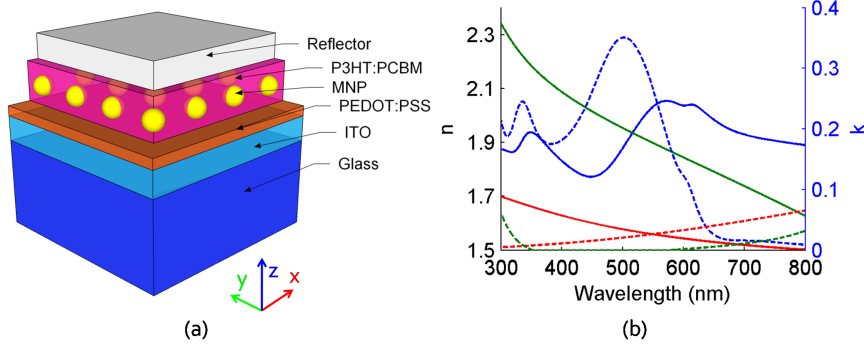 Reflector
P3HT:PCBM
MNP
PEDOT:PSS
ITO
Glass
z
y
x
(a)
2.3
2.1
1.9
1.7
1.5
n
0.4
0.3
0.2
0.1
0
k
300 400 500 600 700 800
Wavelength (nm)
(b)